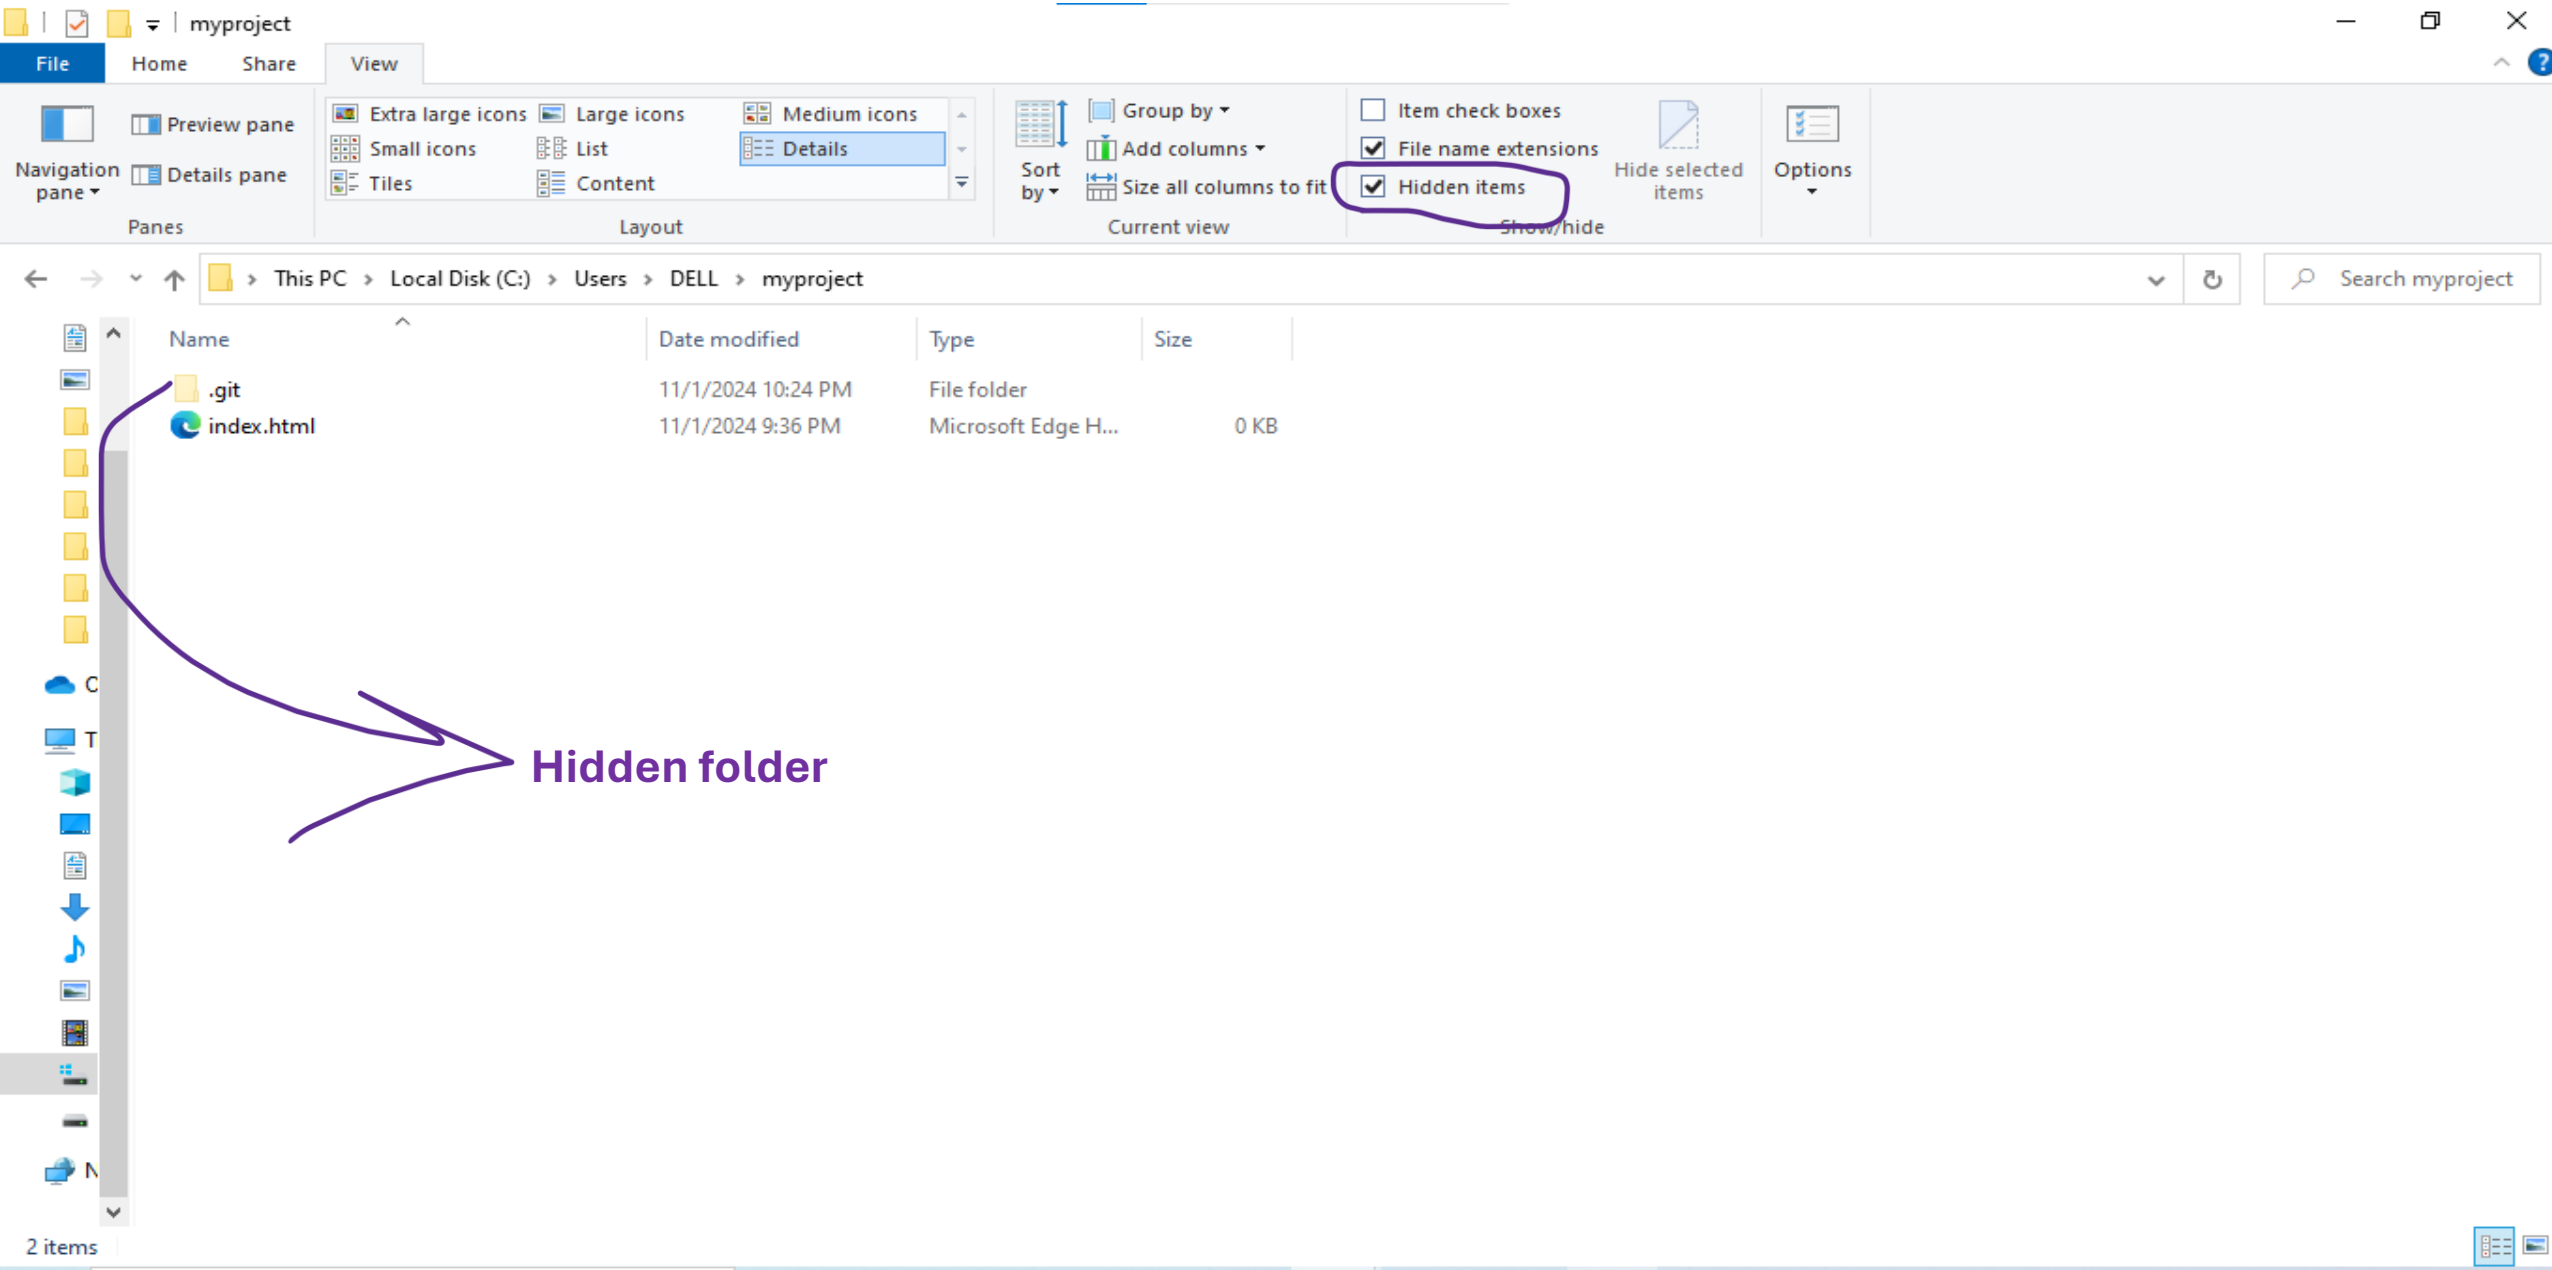 myproject
File Home Share View
Navigation pane
Preview pane
Details pane
Panes
Extra large icons Large icons Medium icons
Small icons List Details
Tiles Content
Layout
Sort by
Group by
Add columns
Size all columns to fit
Current view
Item check boxes
File name extensions
Hidden items
Hide selected items
Show/hide
Options
This PC > Local Disk (C:) > Users > DELL > myproject
Search myproject
Name Date modified Type Size
.git 11/1/2024 10:24 PM File folder
index.html 11/1/2024 9:36 PM Microsoft Edge H... 0 KB
T
Hidden folder
N
2 items